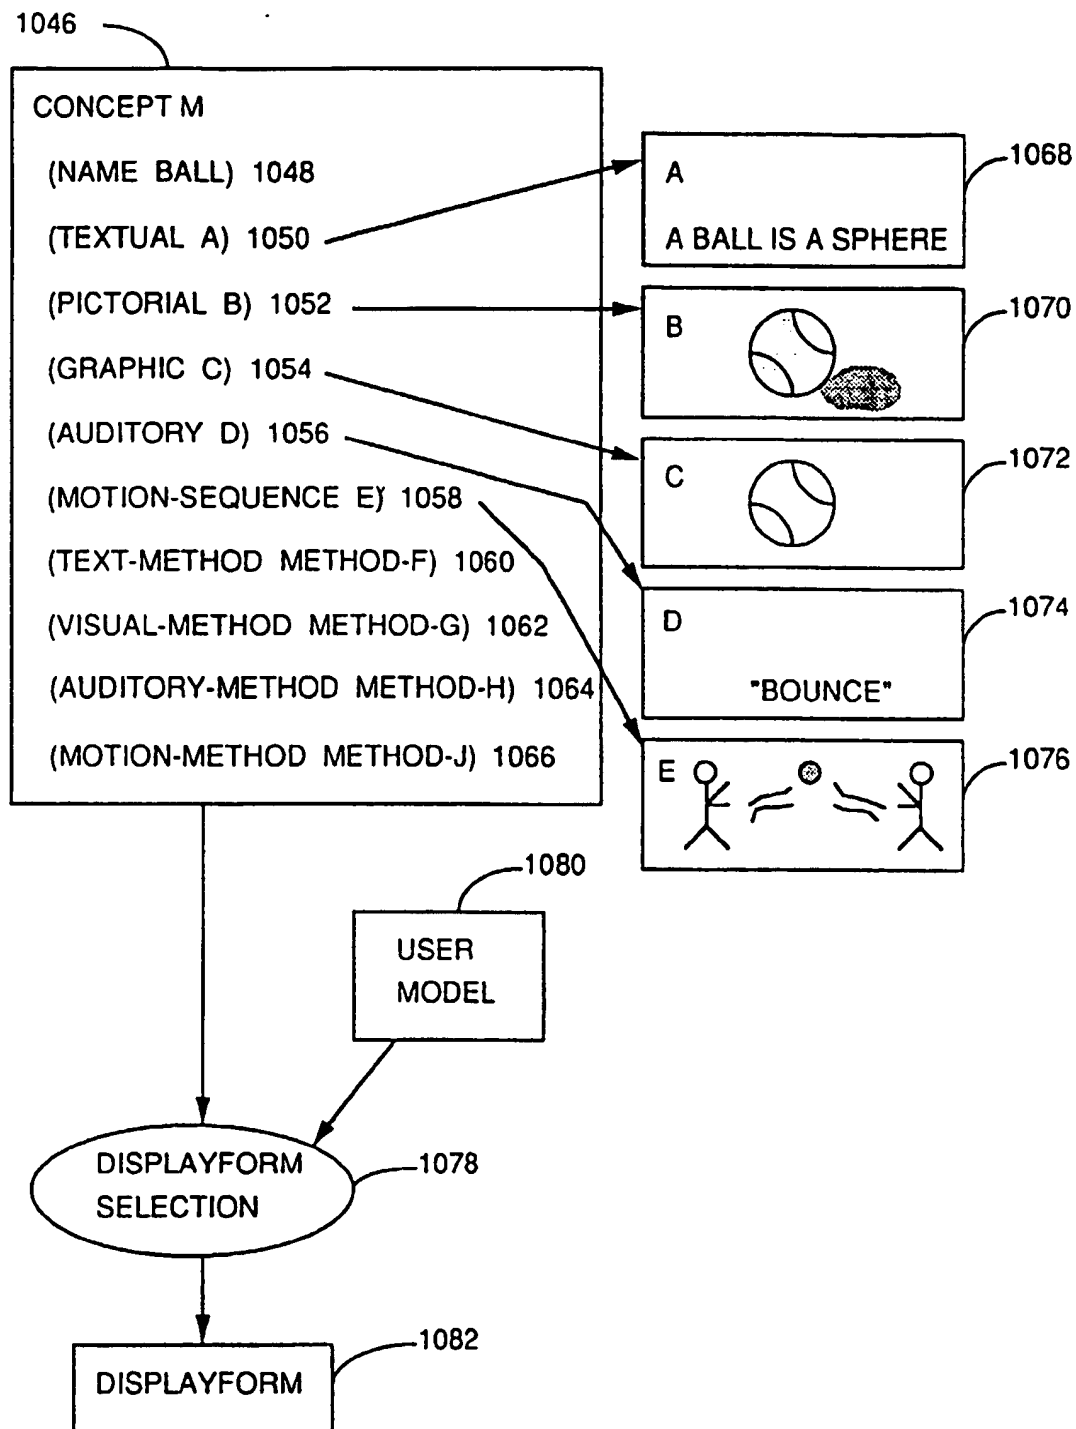 1046
CONCEPT M
(NAME BALL) 1048
(TEXTUAL A) 1050
(PICTORIAL B) 1052
(GRAPHIC C) 1054
(AUDITORY D) 1056
(MOTION-SEQUENCE E) 1058
(TEXT-METHOD METHOD-F) 1060
(VISUAL-METHOD METHOD-G) 1062
(AUDITORY-METHOD METHOD-H) 1064
(MOTION-METHOD METHOD-J) 1066
A
1068
A BALL IS A SPHERE
B
1070
C
1072
D
1074
"BOUNCE"
E
1076
1080
USER
MODEL
DISPLAYFORM
SELECTION
1078
1082
DISPLAYFORM